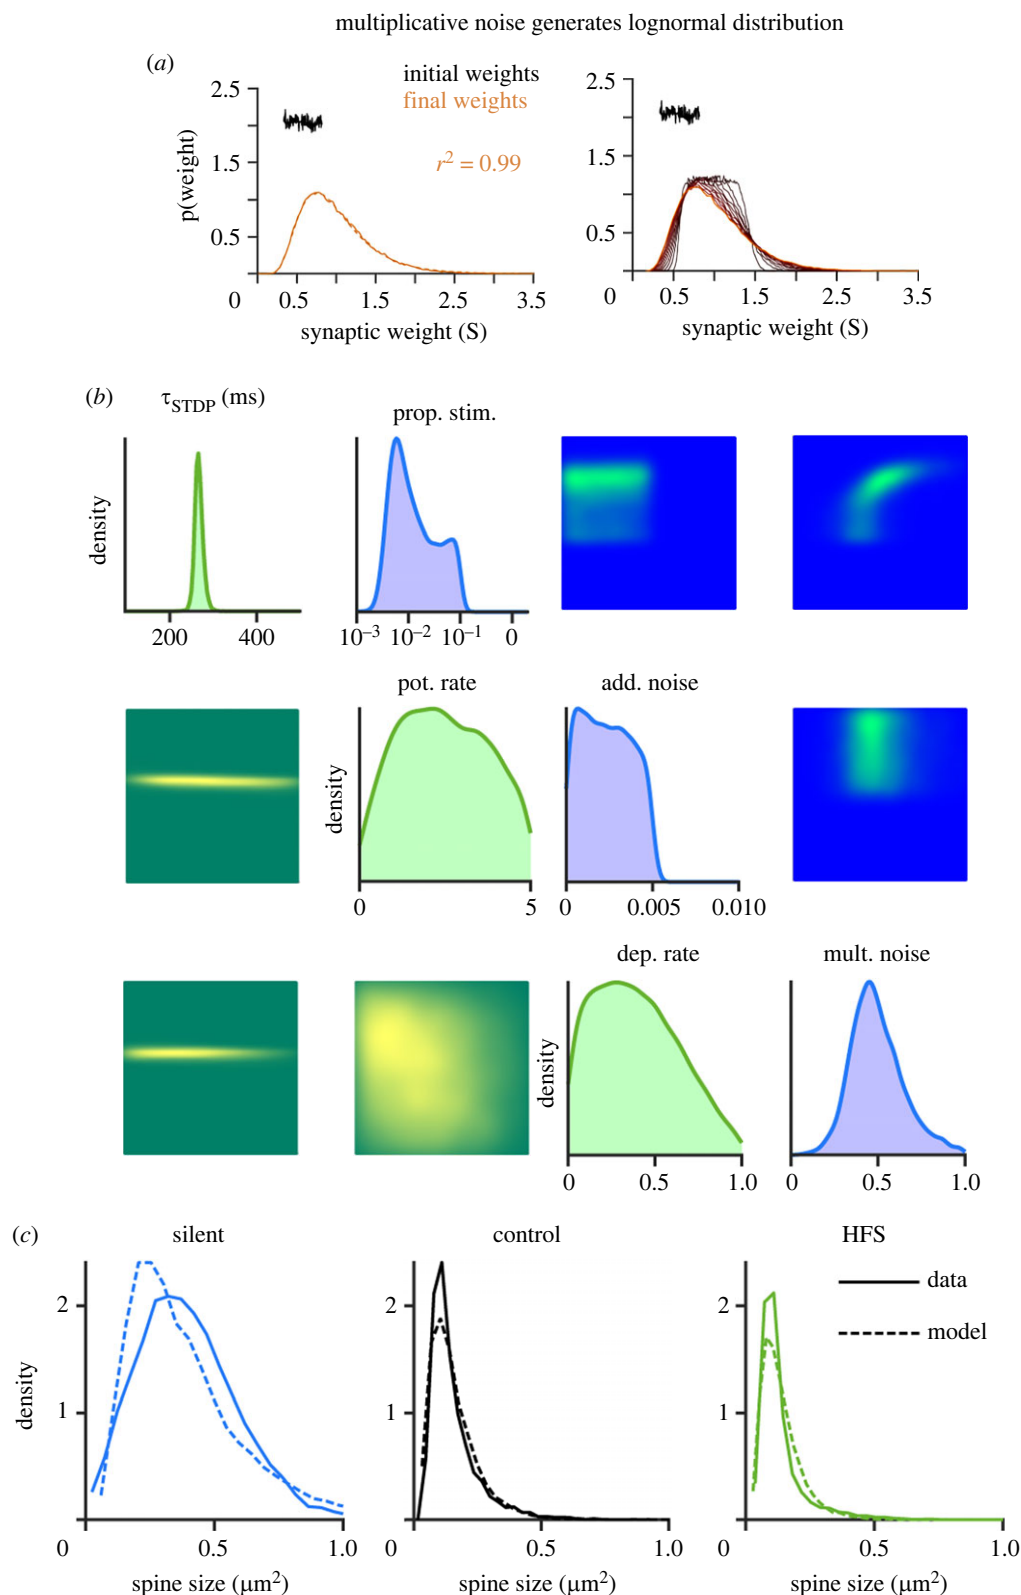 multiplicative noise generates lognormal distribution
(a)
initial weights
final weights
r² = 0.99
p(weight)
2.5
1.5
0.5
0
0.5
1.5
2.5
3.5
synaptic weight (S)
2.5
1.5
0.5
0
0.5
1.5
2.5
3.5
synaptic weight (S)
(b)
τSTDP (ms)
density
200
400
prop. stim.
10⁻³
10⁻²
10⁻¹
0
pot. rate
density
0
5
add. noise
0
0.005
0.010
dep. rate
density
0
0.5
1.0
mult. noise
0
0.5
1.0
(c)
silent
density
2
1
0
0.5
1.0
spine size (μm²)
control
2
1
0
0.5
1.0
spine size (μm²)
HFS
data
model
2
1
0
0.5
1.0
spine size (μm²)